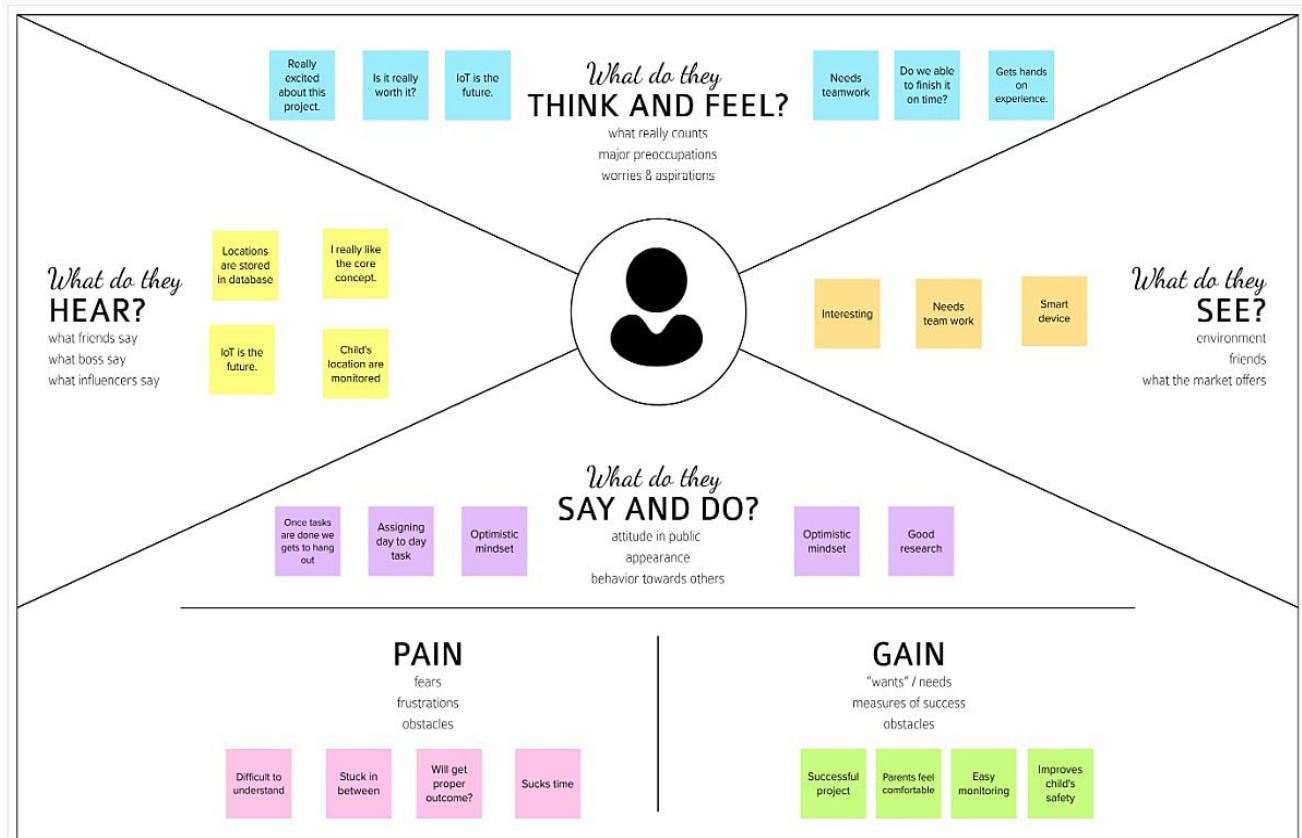 Really
excited
about this
project.
Is it really
worth it?
IoT is the
future.
What do they
THINK AND FEEL?
what really counts
major preoccupations
worries & aspirations
Needs
teamwork
Do we able
to finish it
on time?
Gets hands
on
experience.
What do they
HEAR?
what friends say
what boss say
what influencers say
Locations
are stored
in database
I really like
the core
concept.
IoT is the
future.
Child's
location are
monitored
Interesting
Needs
team work
Smart
device
What do they
SEE?
environment
friends
what the market offers
What do they
SAY AND DO?
attitude in public
appearance
behavior towards others
Once tasks
are done we
gets to hang
out
Assigning
day to day
task
Optimistic
mindset
Optimistic
mindset
Good
research
PAIN
fears
frustrations
obstacles
Difficult to
understand
Stuck in
between
Will get
proper
outcome?
Sucks time
GAIN
"wants" / needs
measures of success
obstacles
Successful
project
Parents feel
comfortable
Easy
monitoring
Improves
child's
safety